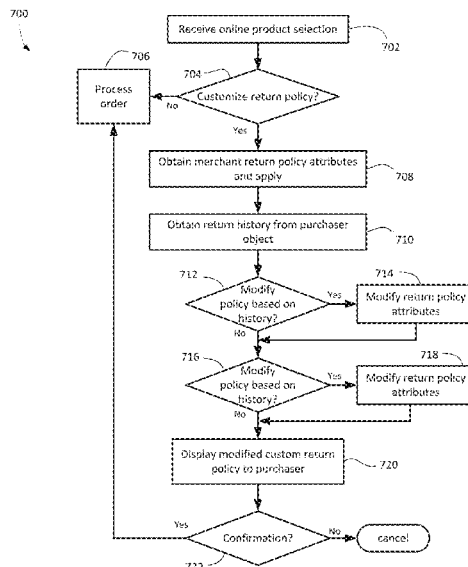 700
Receive online product selection
702
706
Process
order
704
Customize return policy?
No
Yes
Obtain merchant return policy attributes
and apply
708
Obtain return history from purchaser
object
710
712
Modify
policy based on
history?
Yes
714
Modify return policy
attributes
No
716
Modify
policy based on
history?
Yes
718
Modify return policy
attributes
No
Display modified custom return
policy to purchaser
720
Yes
Confirmation?
No
cancel